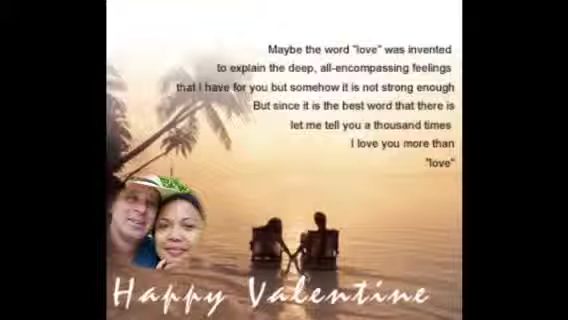 Maybe the word "love" was invented
to explain the deep, all-encompassing feelings
that I have for you but somehow it is not strong enough
But since it is the best word that there is
let me tell you a thousand times
I love you more than
"love"
Happy Valentine